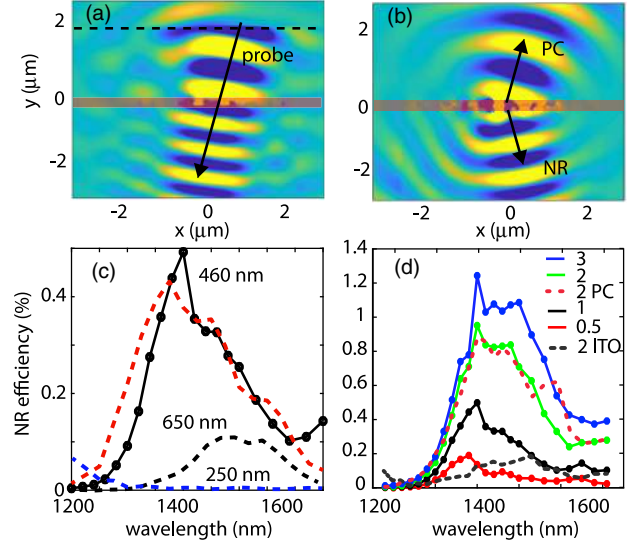 (a)
probe
2
0
-2
y (μm)
-2
0
2
x (μm)
(b)
PC
NR
2
0
-2
-2
0
2
x (μm)
(c)
460 nm
650 nm
250 nm
0.4
0.2
0
NR efficiency (%)
1200
1400
1600
wavelength (nm)
(d)
3
2
2 PC
1
0.5
2 ITO
1.4
1.2
1
0.8
0.6
0.4
0.2
0
1200
1400
1600
wavelength (nm)